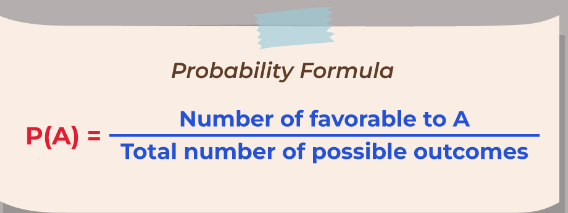 Probability Formula
Number of favorable to A
P(A) =
Total number of possible outcomes